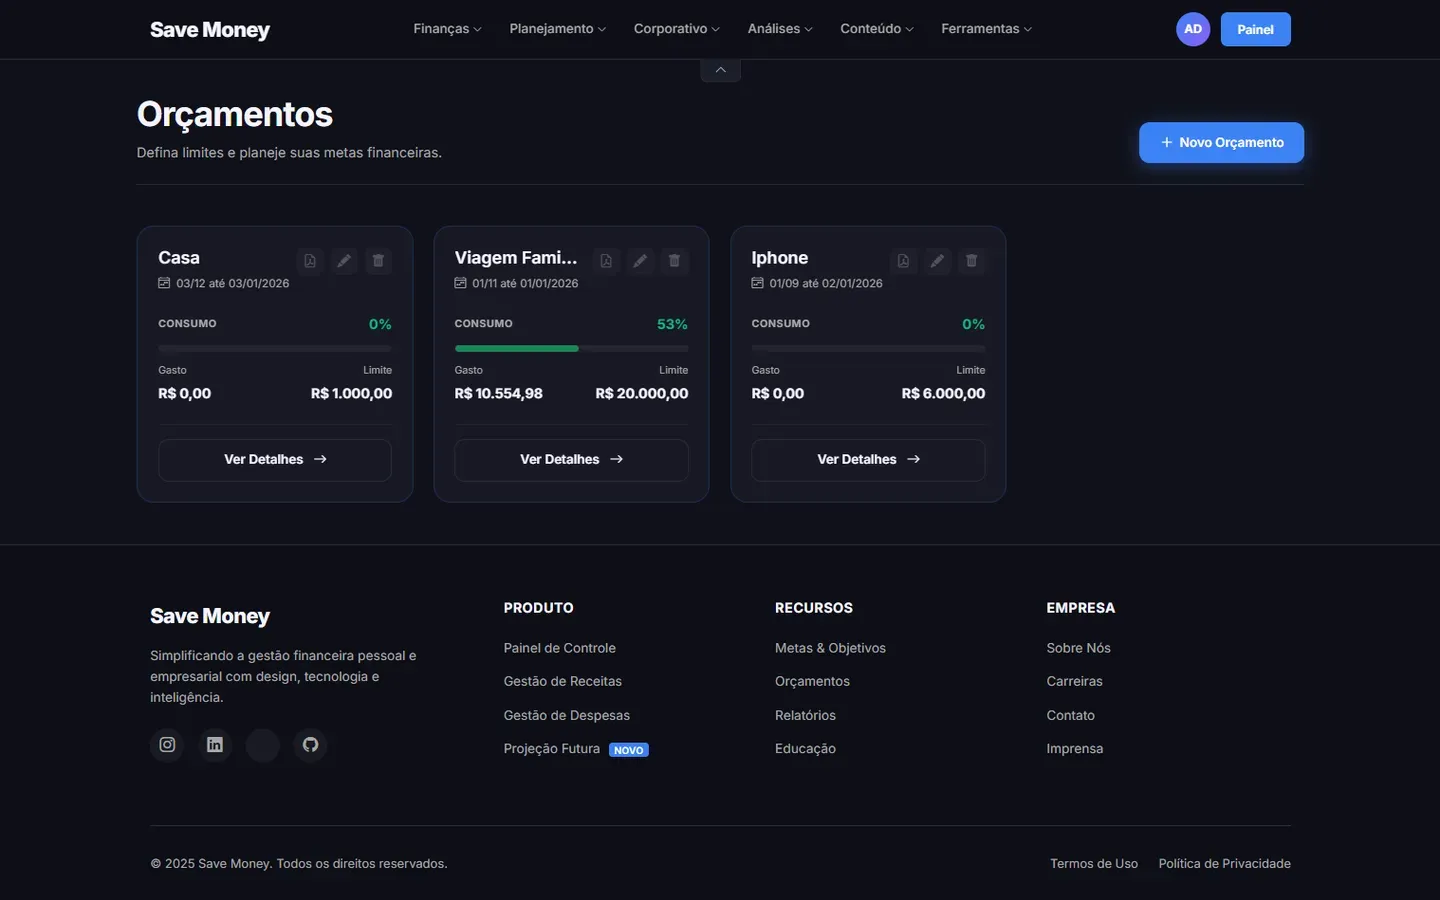 Save Money
Finanças
Planejamento
Corporativo
Análises
Conteúdo
Ferramentas
AD
Painel
Orçamentos
Defina limites e planeje suas metas financeiras.
+ Novo Orçamento
Casa
03/12 até 03/01/2026
CONSUMO 0%
Gasto Limite
R$ 0,00 R$ 1.000,00
Ver Detalhes →
Viagem Fami...
01/11 até 01/01/2026
CONSUMO 53%
Gasto Limite
R$ 10.554,98 R$ 20.000,00
Ver Detalhes →
Iphone
01/09 até 02/01/2026
CONSUMO 0%
Gasto Limite
R$ 0,00 R$ 6.000,00
Ver Detalhes →
Save Money
Simplificando a gestão financeira pessoal e
empresarial com design, tecnologia e
inteligência.
PRODUTO
Painel de Controle
Gestão de Receitas
Gestão de Despesas
Projeção Futura NOVO
RECURSOS
Metas & Objetivos
Orçamentos
Relatórios
Educação
EMPRESA
Sobre Nós
Carreiras
Contato
Imprensa
© 2025 Save Money. Todos os direitos reservados.
Termos de Uso
Política de Privacidade